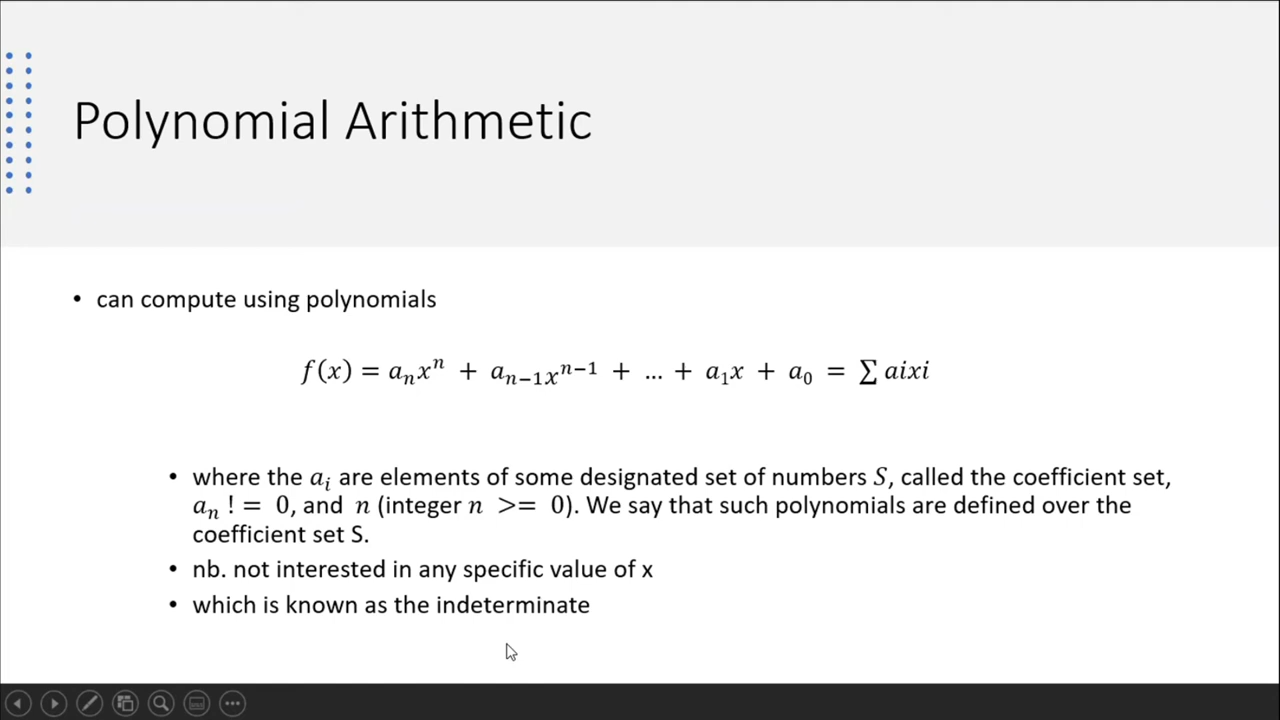 Polynomial Arithmetic
• can compute using polynomials
f(x) = aₙxⁿ + aₙ₋₁xⁿ⁻¹ + ... + a₁x + a₀ = ∑ aixi
• where the aᵢ are elements of some designated set of numbers S, called the coefficient set,
aₙ ! = 0, and n (integer n >= 0). We say that such polynomials are defined over the
coefficient set S.
• nb. not interested in any specific value of x
• which is known as the indeterminate